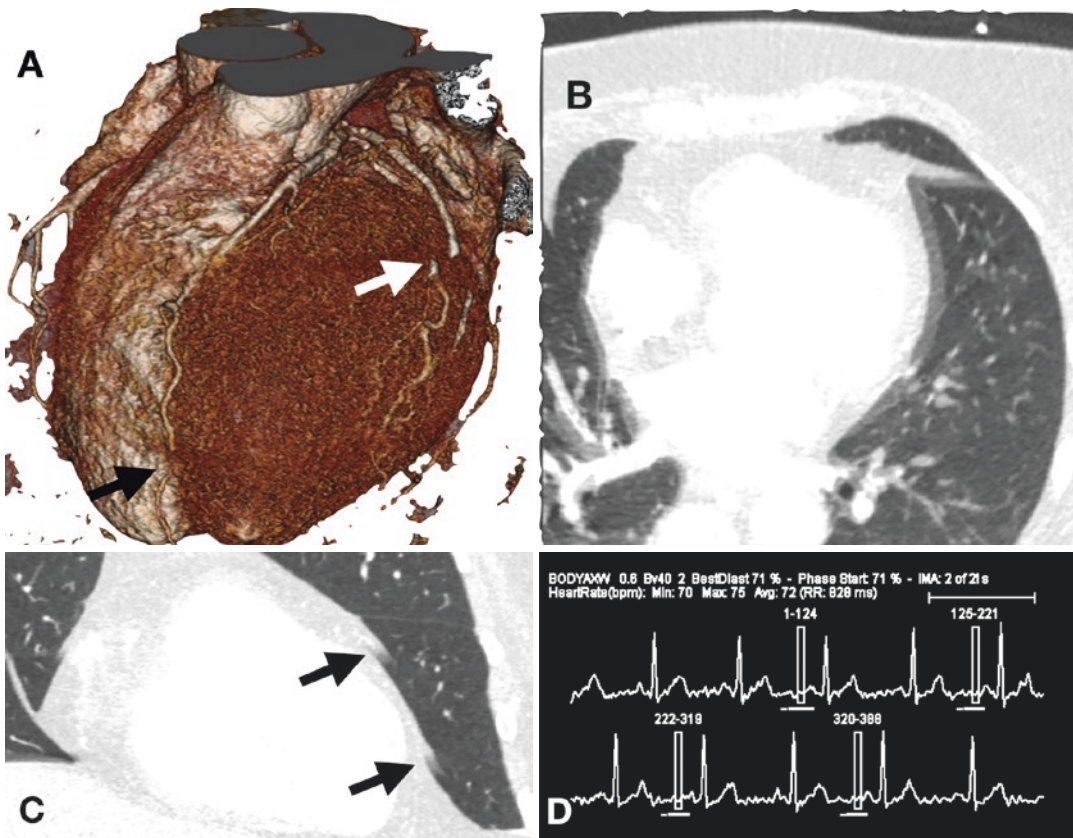 A
B
C
BODYAXW 0.6 Bv40 2 BestDiast 71 % - Phase Start: 71 % - IMA: 2 of 21s
HeartRate(bpm): Min: 70 Max: 75 Avg: 72 (RR: 828 ms)
1-124 125-221
222-319 320-388
D